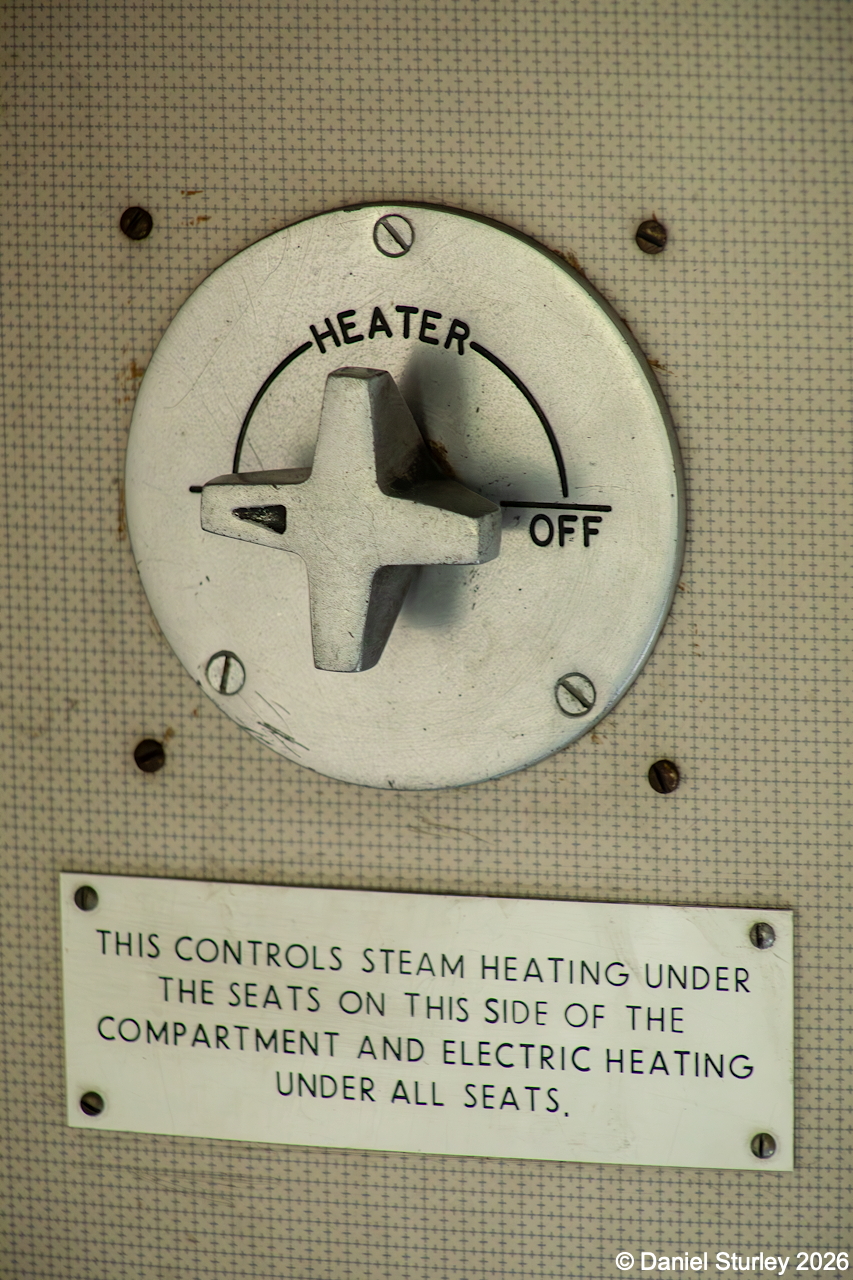 HEATER
OFF
THIS CONTROLS STEAM HEATING UNDER
THE SEATS ON THIS SIDE OF THE
COMPARTMENT AND ELECTRIC HEATING
UNDER ALL SEATS.
© Daniel Sturley 2026